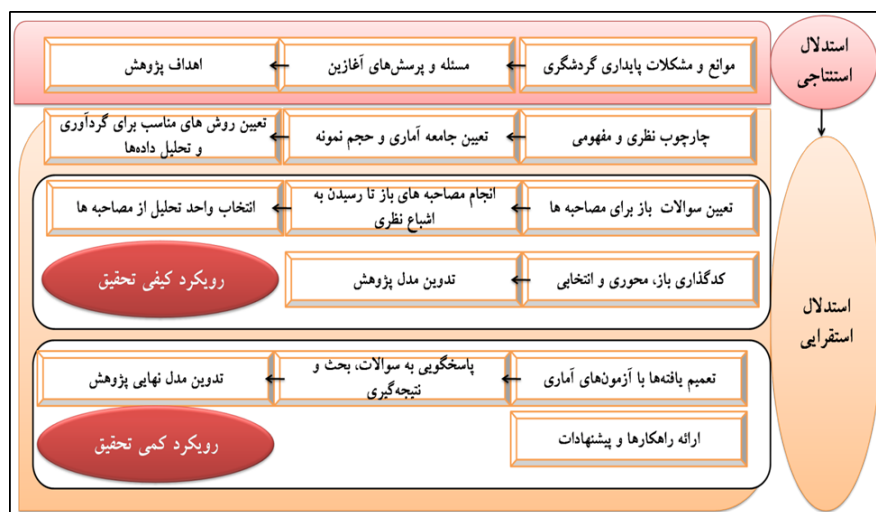 استدلال
استنتاجی
موانع و مشکلات پایداری گردشگری
مسئله و پرسش‌های آغازین
اهداف پژوهش
چارچوب نظری و مفهومی
تعیین جامعه آماری و حجم نمونه
تعیین روش های مناسب برای گردآوری
و تحلیل داده‌ها
تعیین سوالات باز برای مصاحبه ها
انجام مصاحبه های باز تا رسیدن به
اشباع نظری
انتخاب واحد تحلیل از مصاحبه ها
کدگذاری باز، محوری و انتخابی
تدوین مدل پژوهش
رویکرد کیفی تحقیق
استدلال
استقرایی
تعمیم یافته‌ها با آزمون‌های آماری
پاسخگویی به سوالات، بحث و
نتیجه‌گیری
تدوین مدل نهایی پژوهش
ارائه راهکارها و پیشنهادات
رویکرد کمی تحقیق